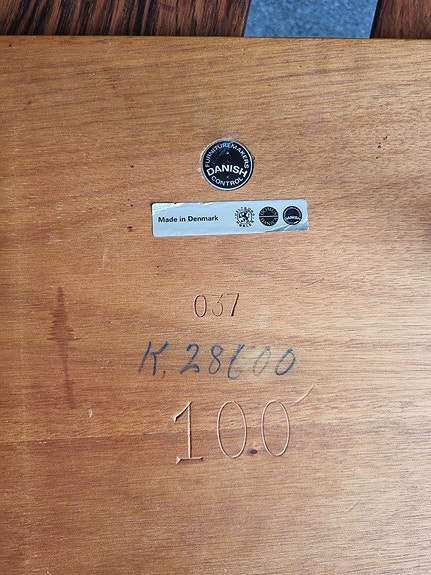 FURNITUREMAKERS
DANISH
CONTROL
Made in Denmark
037
K. 28600
100